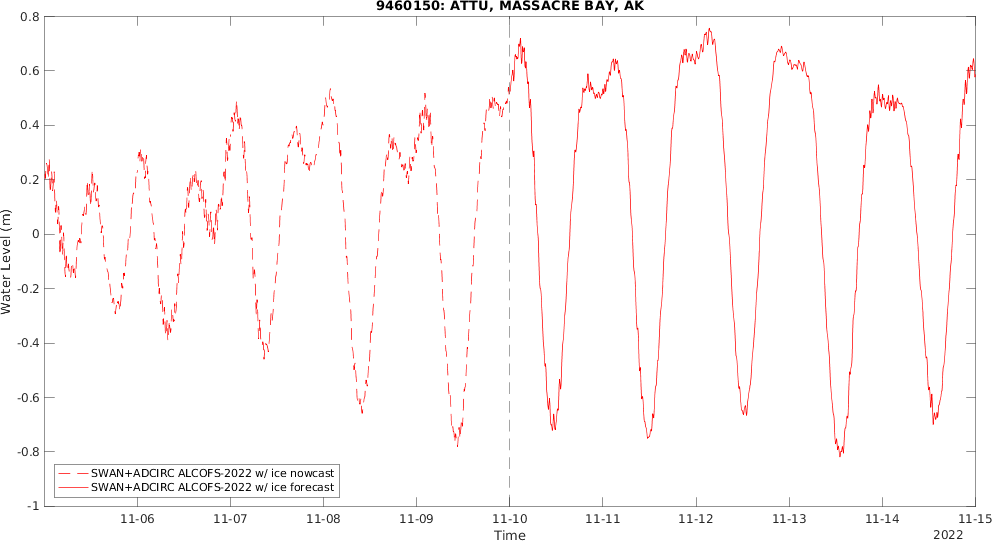 9460150: ATTU, MASSACRE BAY, AK
Water Level (m)
0.8
0.6
0.4
0.2
0
-0.2
-0.4
-0.6
-0.8
-1
SWAN+ADCIRC ALCOFS-2022 w/ ice nowcast
SWAN+ADCIRC ALCOFS-2022 w/ ice forecast
11-06 11-07 11-08 11-09 11-10 11-11 11-12 11-13 11-14 11-15
Time
2022